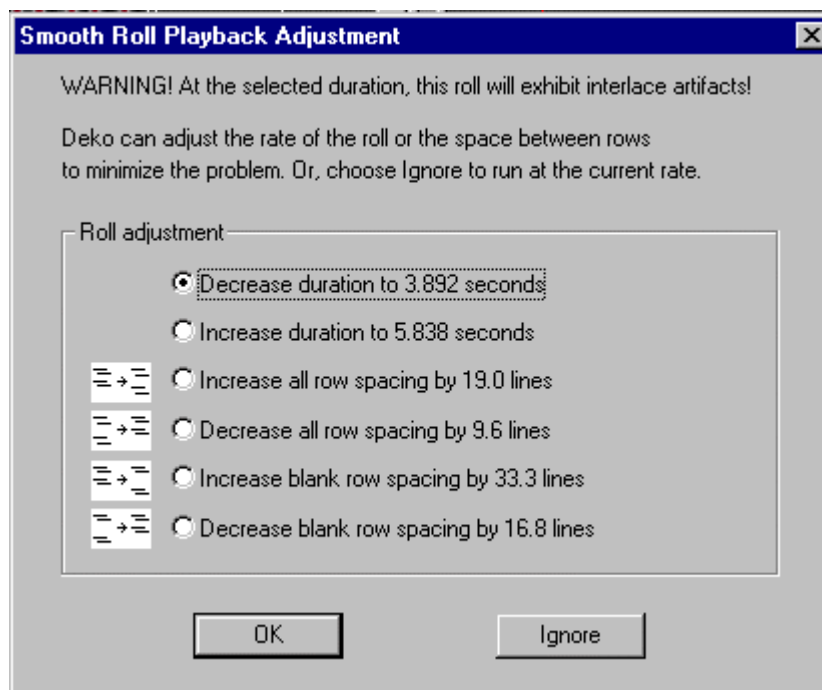 Smooth Roll Playback Adjustment
WARNING! At the selected duration, this roll will exhibit interlace artifacts!
Deko can adjust the rate of the roll or the space between rows
to minimize the problem. Or, choose Ignore to run at the current rate.
Roll adjustment
Decrease duration to 3.892 seconds
Increase duration to 5.838 seconds
Increase all row spacing by 19.0 lines
Decrease all row spacing by 9.6 lines
Increase blank row spacing by 33.3 lines
Decrease blank row spacing by 16.8 lines
OK
Ignore